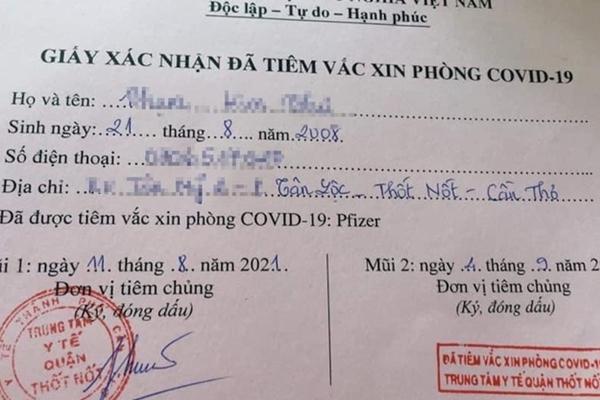 NGHĨA VIỆT NAM
Độc lập – Tự do – Hạnh phúc
GIẤY XÁC NHẬN ĐÃ TIÊM VẮC XIN PHÒNG COVID-19
Họ và tên:
Sinh ngày: 21 tháng 8 năm 2008
Số điện thoại:
Địa chỉ: Tân Lộc - Thốt Nốt - Cần Thơ
Đã được tiêm vắc xin phòng COVID-19: Pfizer
ũi 1: ngày 11 tháng 8 năm 2021
Mũi 2: ngày 4 tháng 9 năm 2
Đơn vị tiêm chủng
Đơn vị tiêm chủng
(Ký, đóng dấu)
(Ký, đóng dấu)
TRUNG TÂM
Y TẾ
QUẬN
THỐT NỐT
ĐÃ TIÊM VẮC XIN PHÒNG COVID-1
TRUNG TÂM Y TẾ QUẬN THỐT NỐ